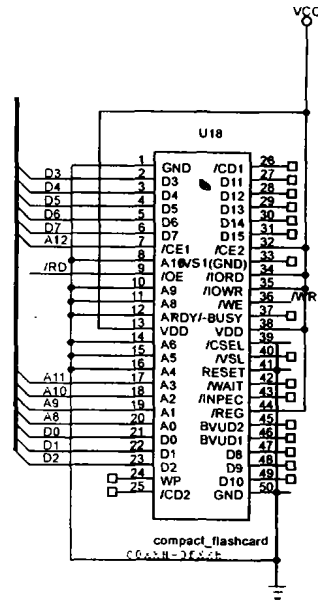 VCC
U18
1 GND /CD1 26
D3 2 D3 D11 27
D4 3 D4 D12 28
D5 4 D5 D13 29
D6 5 D6 D14 30
D7 6 D7 D15 31
A12 7 /CE1 /CE2 32
8 A10 /VS1(GND) 33
/RD 9 /OE /IORD 34
10 A9 /IOWR 35
11 A8 /WE 36 /WR
12 ARDY/-BUSY 37
13 VDD VDD 38
14 A6 /CSEL 39
15 A5 /VSL 40
16 A4 RESET 41
A11 17 A3 /WAIT 42
A10 18 A2 /INPEC 43
A9 19 A1 /REG 44
A8 20 A0 BVUD2 45
D0 21 D0 BVUD1 46
D1 22 D1 D8 47
D2 23 D2 D9 48
24 WP D10 49
25 /CD2 GND 50
compact_flashcard